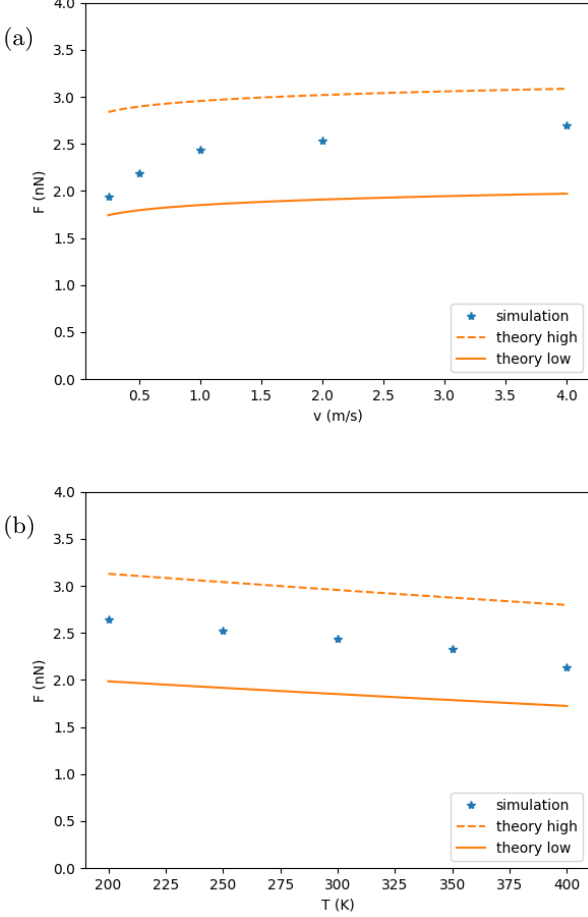 (a)
4.0
3.5
3.0
2.5
2.0
1.5
1.0
0.5
0.0
F (nN)
simulation
theory high
theory low
0.5 1.0 1.5 2.0 2.5 3.0 3.5 4.0
v (m/s)
(b)
4.0
3.5
3.0
2.5
2.0
1.5
1.0
0.5
0.0
F (nN)
simulation
theory high
theory low
200 225 250 275 300 325 350 375 400
T (K)